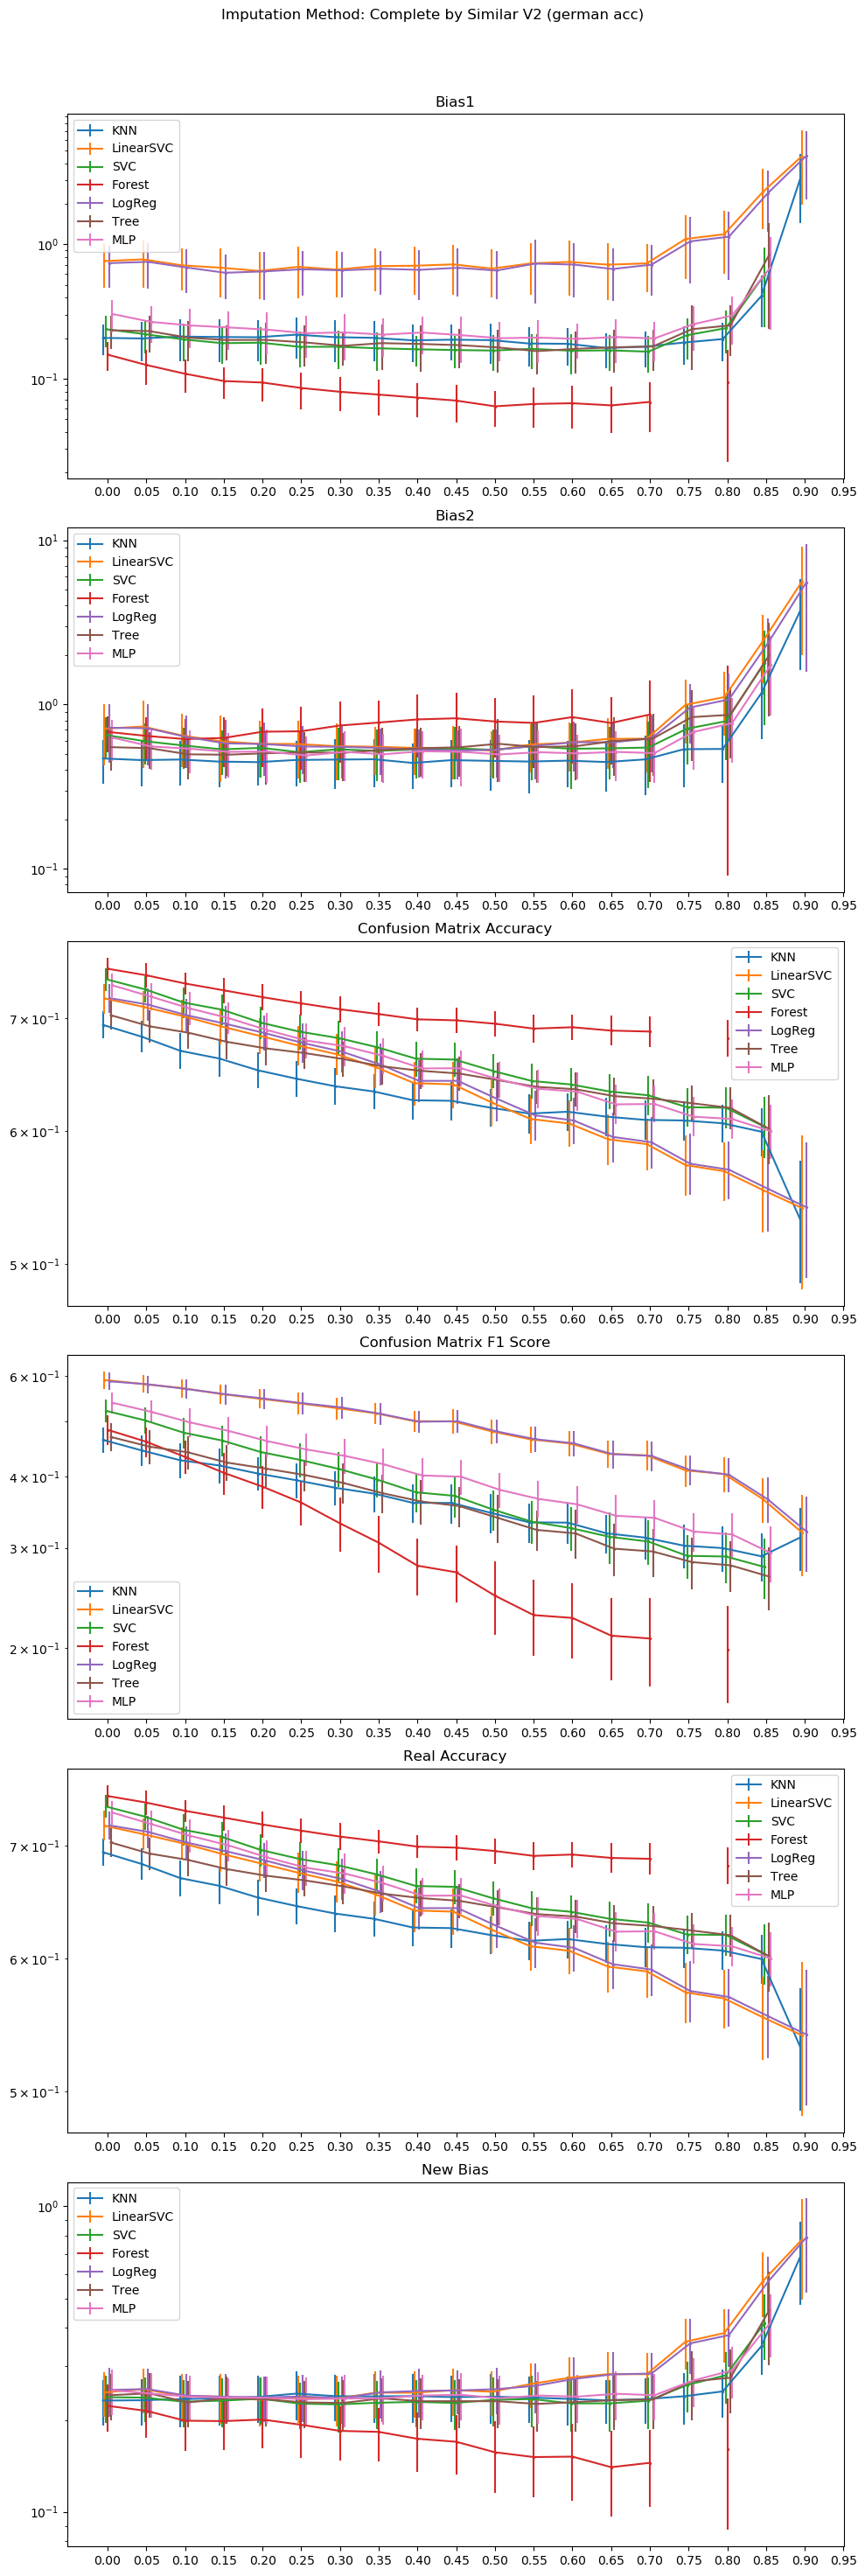 Imputation Method: Complete by Similar V2 (german acc)
Bias1
KNN
LinearSVC
SVC
Forest
LogReg
Tree
MLP
10⁰
10⁻¹
0.00 0.05 0.10 0.15 0.20 0.25 0.30 0.35 0.40 0.45 0.50 0.55 0.60 0.65 0.70 0.75 0.80 0.85 0.90 0.95
Bias2
10¹
KNN
LinearSVC
SVC
Forest
LogReg
Tree
MLP
10⁰
10⁻¹
0.00 0.05 0.10 0.15 0.20 0.25 0.30 0.35 0.40 0.45 0.50 0.55 0.60 0.65 0.70 0.75 0.80 0.85 0.90 0.95
Confusion Matrix Accuracy
KNN
LinearSVC
SVC
Forest
LogReg
Tree
MLP
7 × 10⁻¹
6 × 10⁻¹
5 × 10⁻¹
0.00 0.05 0.10 0.15 0.20 0.25 0.30 0.35 0.40 0.45 0.50 0.55 0.60 0.65 0.70 0.75 0.80 0.85 0.90 0.95
Confusion Matrix F1 Score
6 × 10⁻¹
4 × 10⁻¹
3 × 10⁻¹
2 × 10⁻¹
KNN
LinearSVC
SVC
Forest
LogReg
Tree
MLP
0.00 0.05 0.10 0.15 0.20 0.25 0.30 0.35 0.40 0.45 0.50 0.55 0.60 0.65 0.70 0.75 0.80 0.85 0.90 0.95
Real Accuracy
KNN
LinearSVC
SVC
Forest
LogReg
Tree
MLP
7 × 10⁻¹
6 × 10⁻¹
5 × 10⁻¹
0.00 0.05 0.10 0.15 0.20 0.25 0.30 0.35 0.40 0.45 0.50 0.55 0.60 0.65 0.70 0.75 0.80 0.85 0.90 0.95
New Bias
10⁰
KNN
LinearSVC
SVC
Forest
LogReg
Tree
MLP
10⁻¹
0.00 0.05 0.10 0.15 0.20 0.25 0.30 0.35 0.40 0.45 0.50 0.55 0.60 0.65 0.70 0.75 0.80 0.85 0.90 0.95